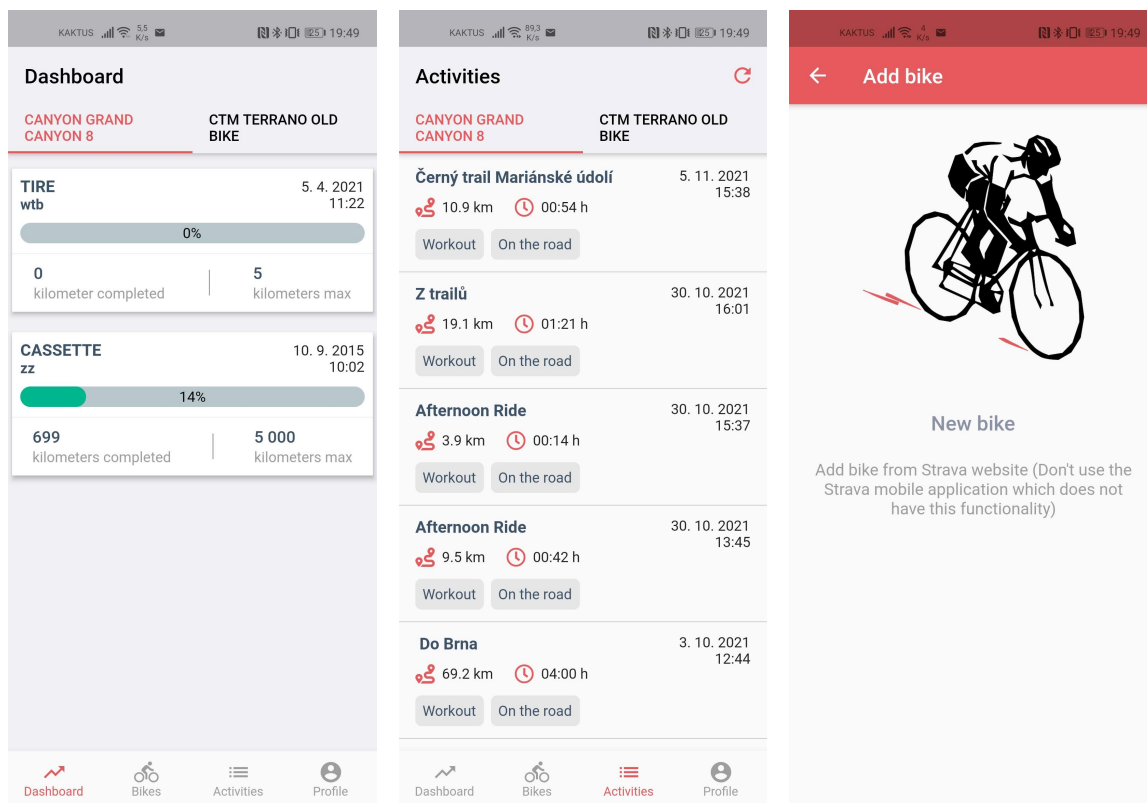 KAKTUS 5,5 K/s 25 19:49
Dashboard
CANYON GRAND CANYON 8
CTM TERRANO OLD BIKE
TIRE 5. 4. 2021
wtb 11:22
0%
0 5
kilometer completed kilometers max
CASSETTE 10. 9. 2015
zz 10:02
14%
699 5 000
kilometers completed kilometers max
Dashboard Bikes Activities Profile
KAKTUS 89,3 K/s 25 19:49
Activities
CANYON GRAND CANYON 8
CTM TERRANO OLD BIKE
Černý trail Mariánské údolí 5. 11. 2021
15:38
10.9 km 00:54 h
Workout On the road
Z trailů 30. 10. 2021
16:01
19.1 km 01:21 h
Workout On the road
Afternoon Ride 30. 10. 2021
15:37
3.9 km 00:14 h
Workout On the road
Afternoon Ride 30. 10. 2021
13:45
9.5 km 00:42 h
Workout On the road
Do Brna 3. 10. 2021
12:44
69.2 km 04:00 h
Workout On the road
Dashboard Bikes Activities Profile
KAKTUS 4 K/s 25 19:49
Add bike
New bike
Add bike from Strava website (Don't use the
Strava mobile application which does not
have this functionality)